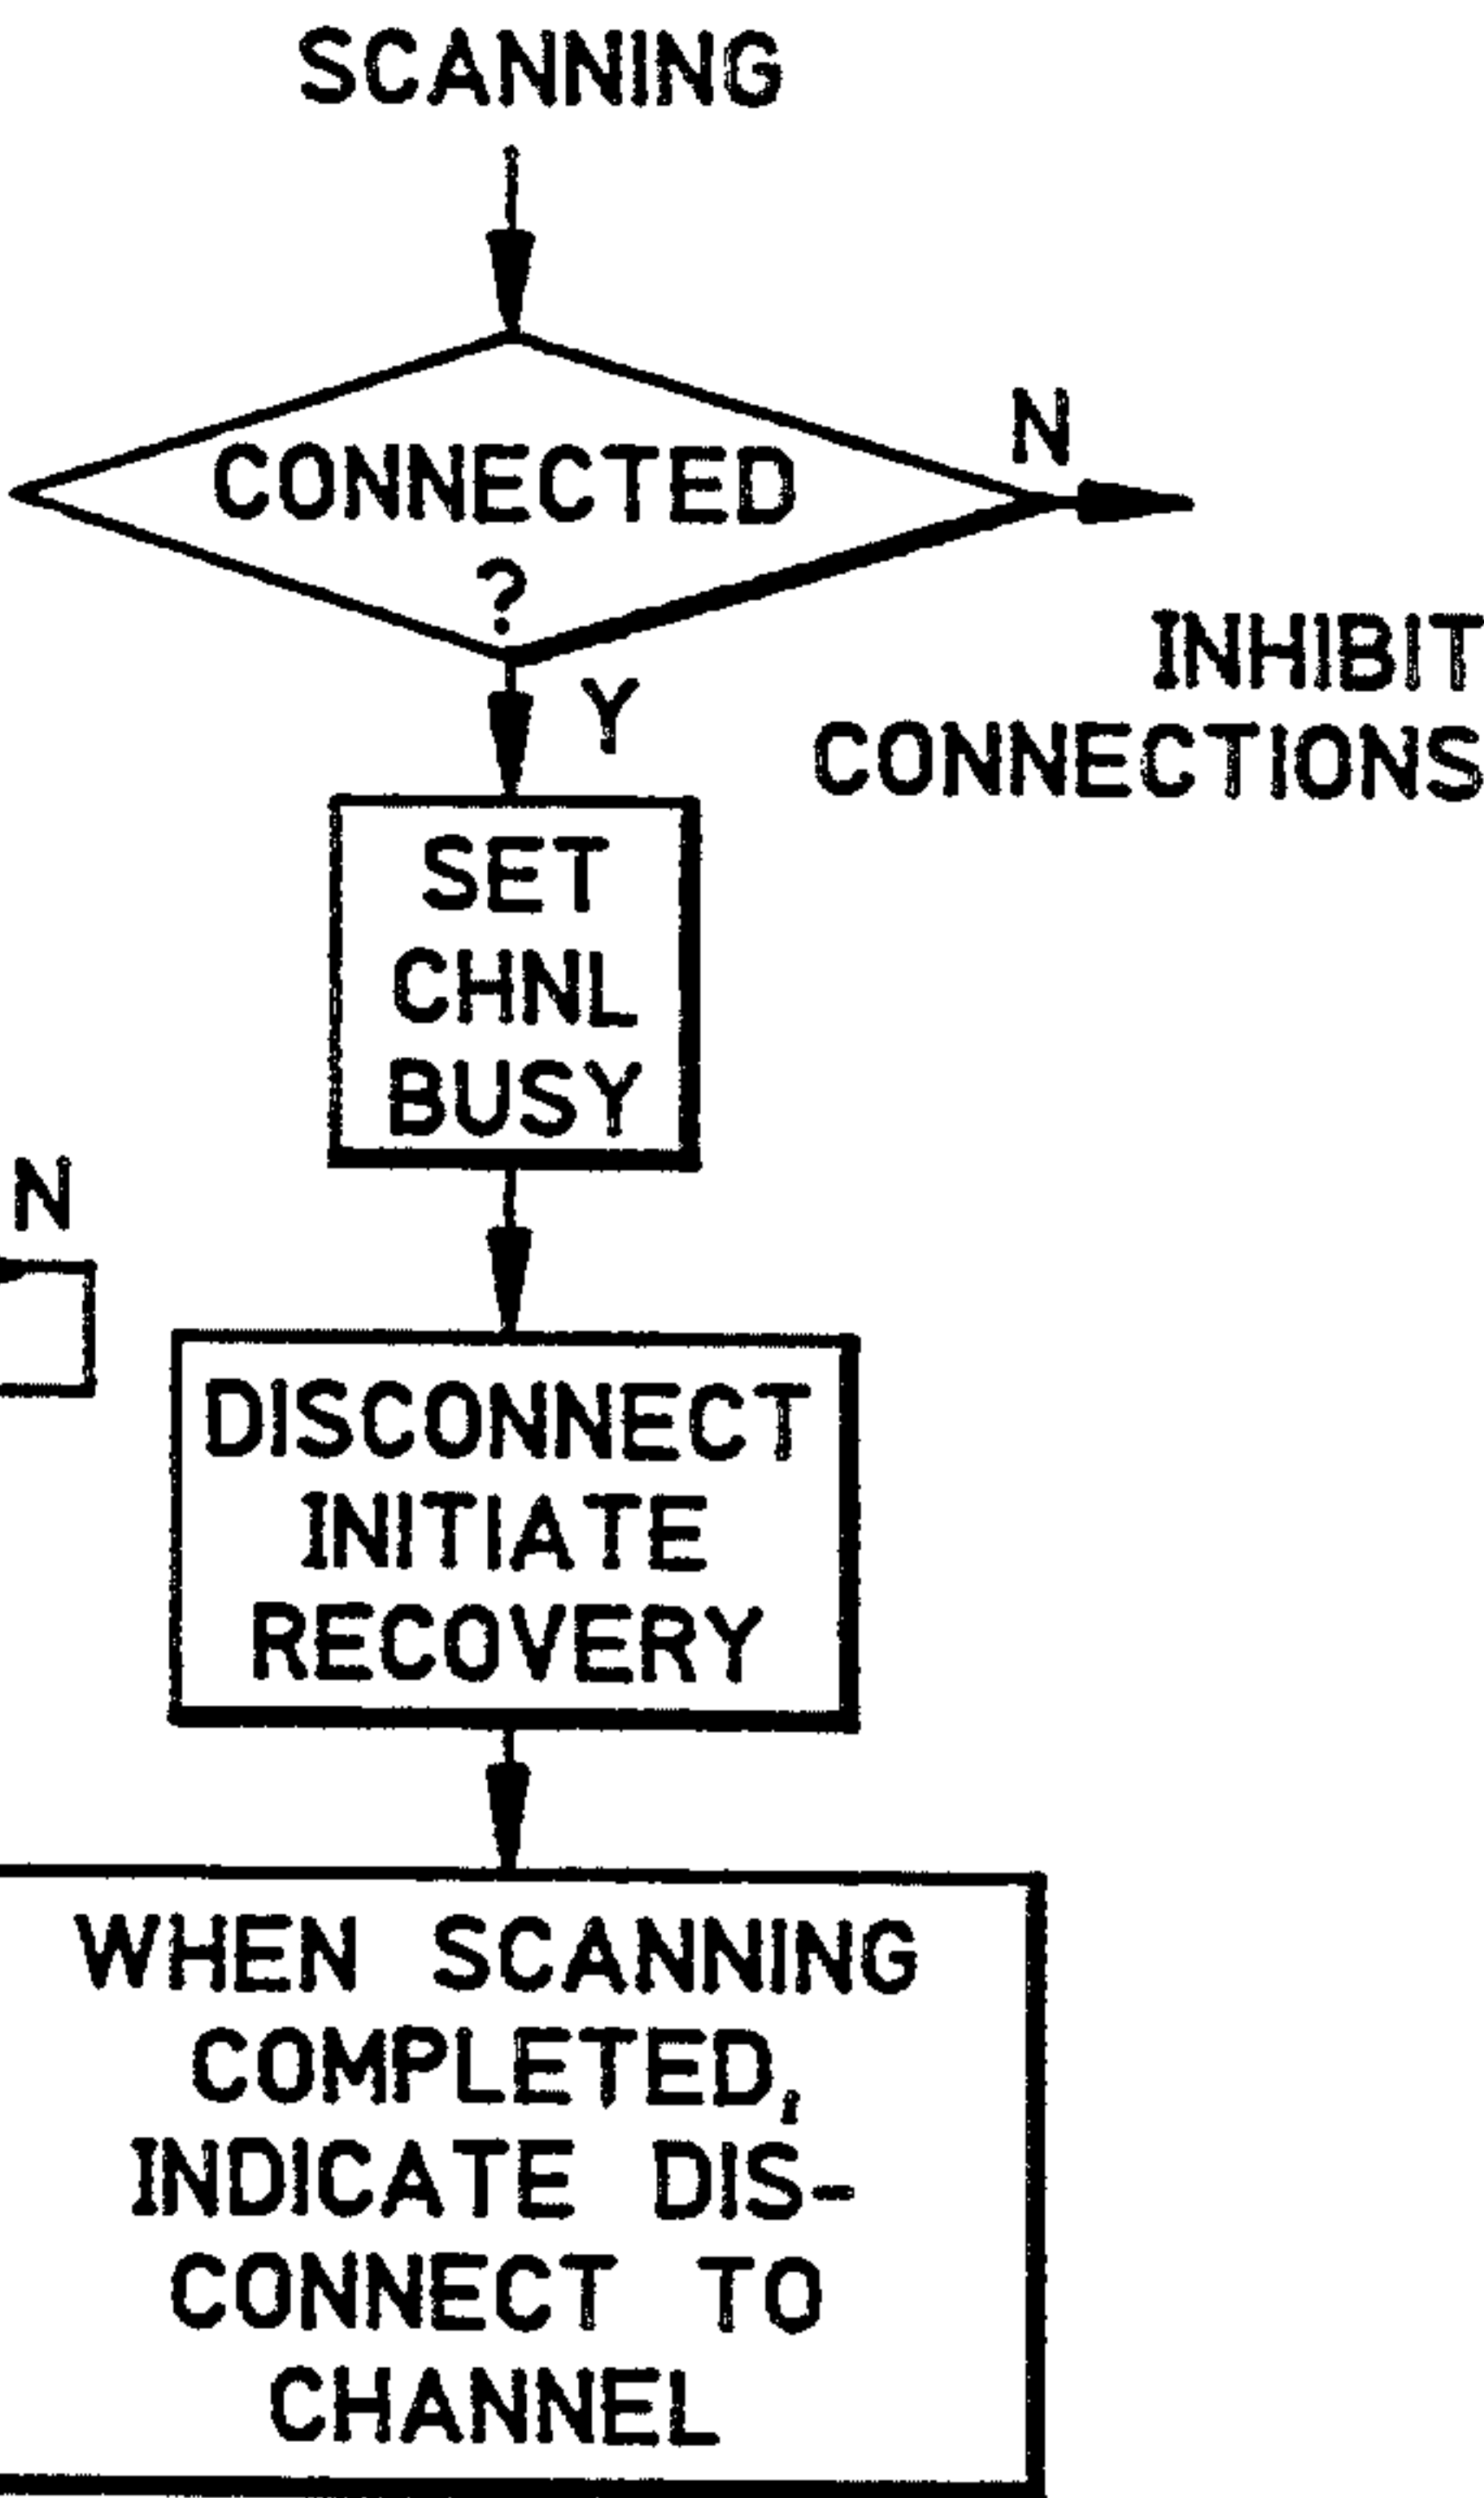 SCANNING
CONNECTED
?
N
Y
INHIBIT
CONNECTIONS
SET
CHNL
BUSY
N
DISCONNECT
INITIATE
RECOVERY
WHEN SCANNING
COMPLETED,
INDICATE DIS-
CONNECT TO
CHANNEL